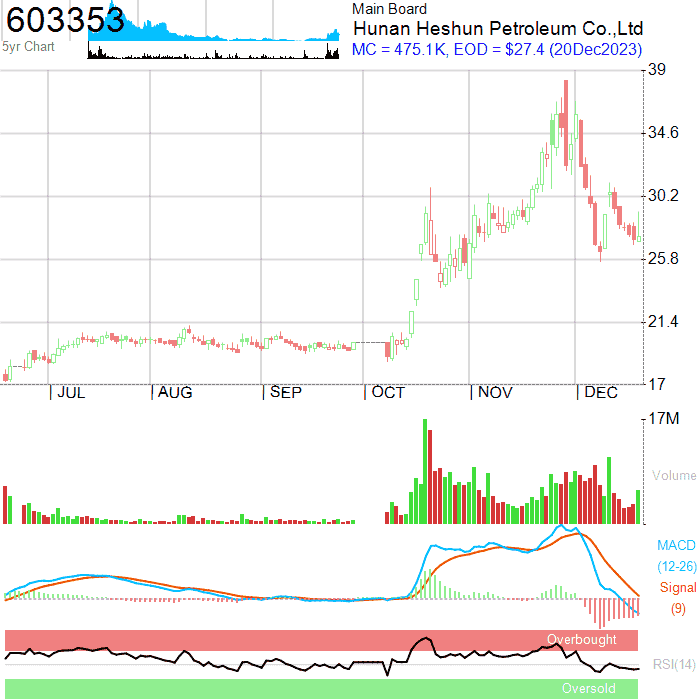 603353
5yr Chart
Main Board
Hunan Heshun Petroleum Co.,Ltd
MC = 475.1K, EOD = $27.4 (20Dec2023)
39
34.6
30.2
25.8
21.4
17
JUL AUG SEP OCT NOV DEC
17M
Volume
MACD
(12-26)
Signal
(9)
Overbought
RSI(14)
Oversold